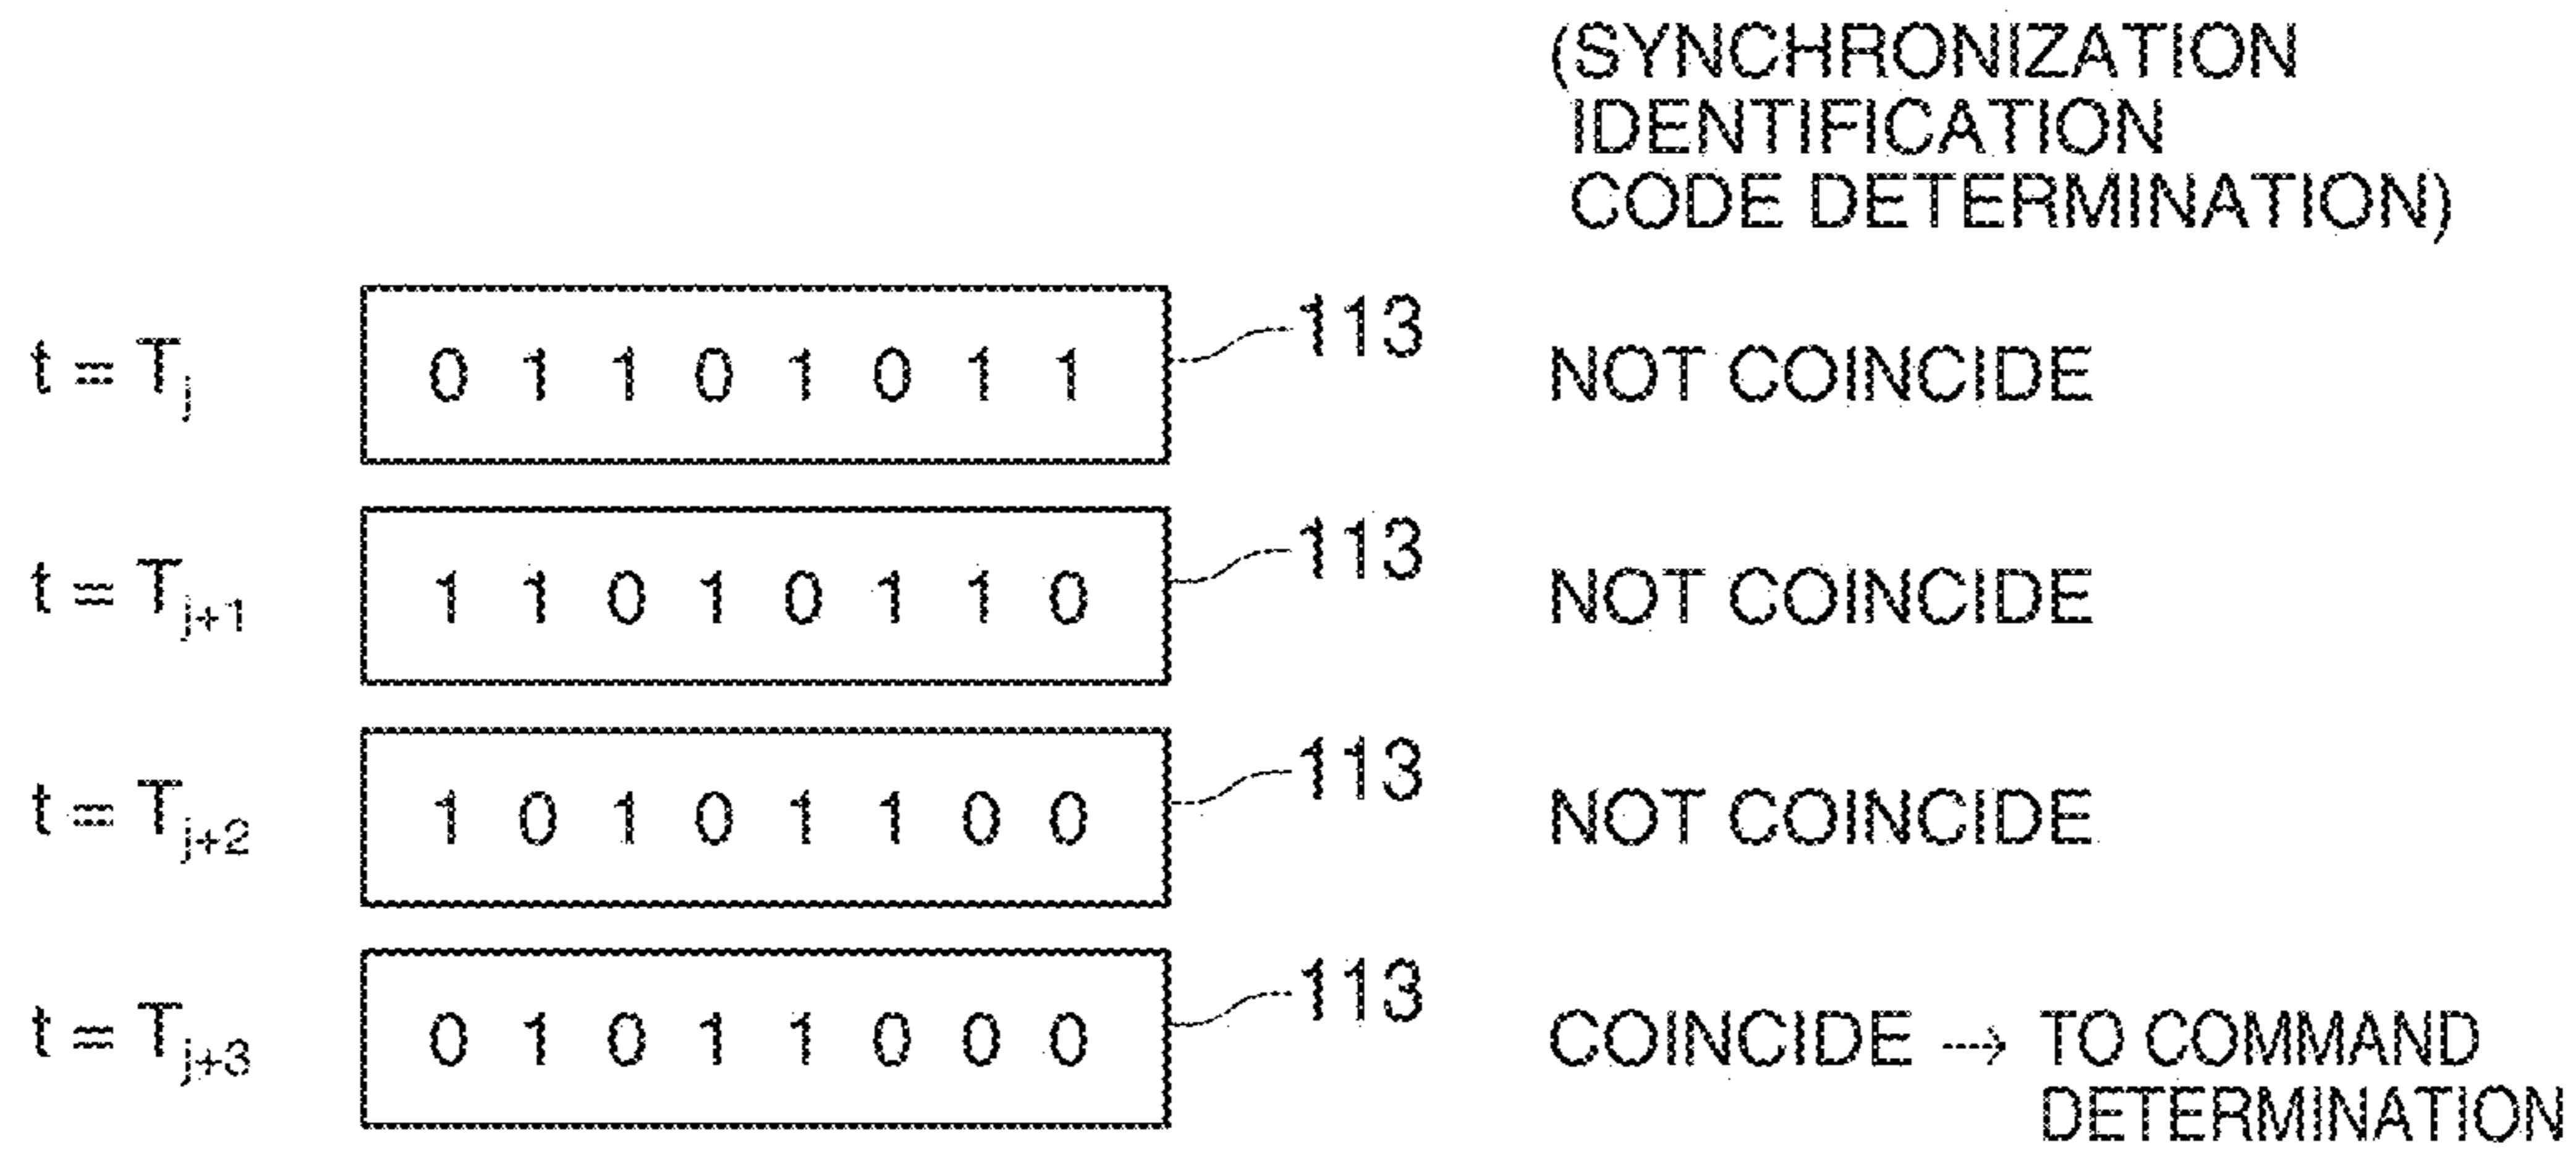 (SYNCHRONIZATION
IDENTIFICATION
CODE DETERMINATION)
t = Tj 0 1 1 0 1 0 1 1 113 NOT COINCIDE
t = Tj+1 1 1 0 1 0 1 1 0 113 NOT COINCIDE
t = Tj+2 1 0 1 0 1 1 0 0 113 NOT COINCIDE
t = Tj+3 0 1 0 1 1 0 0 0 113 COINCIDE → TO COMMAND
DETERMINATION